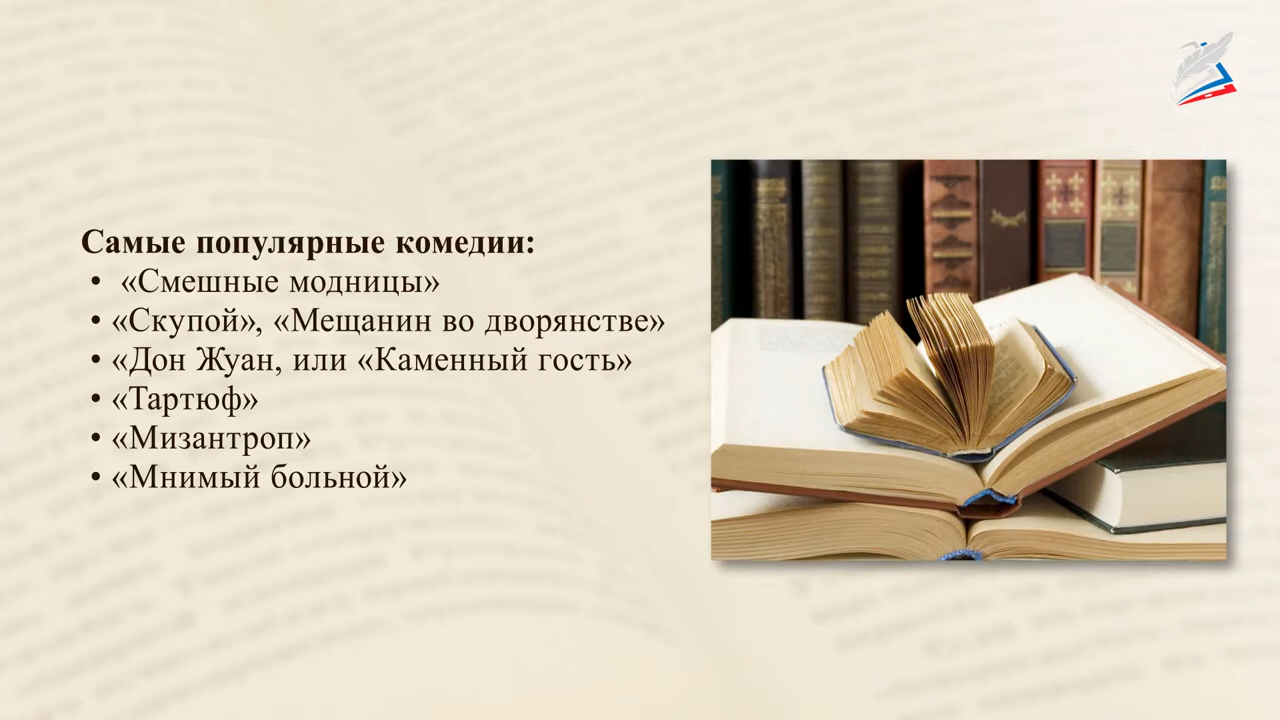 Самые популярные комедии:
• «Смешные модницы»
• «Скупой», «Мещанин во дворянстве»
• «Дон Жуан, или «Каменный гость»
• «Тартюф»
• «Мизантроп»
• «Мнимый больной»